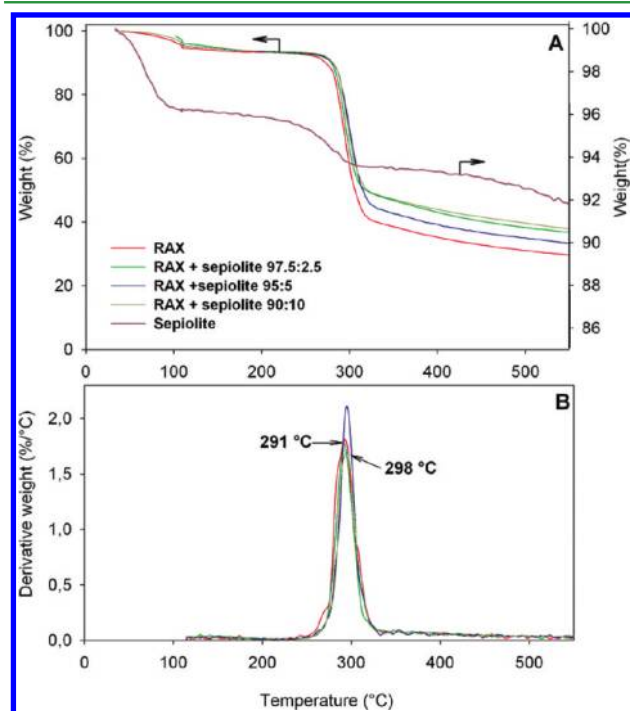 A
100
80
60
40
20
0
Weight (%)
100
98
96
94
92
90
88
86
Weight(%)
RAX
RAX + sepiolite 97.5:2.5
RAX +sepiolite 95:5
RAX + sepiolite 90:10
Sepiolite
0 100 200 300 400 500
B
2,0
1,5
1,0
0,5
0,0
Derivative weight (%/°C)
291 °C
298 °C
0 100 200 300 400 500
Temperature (°C)